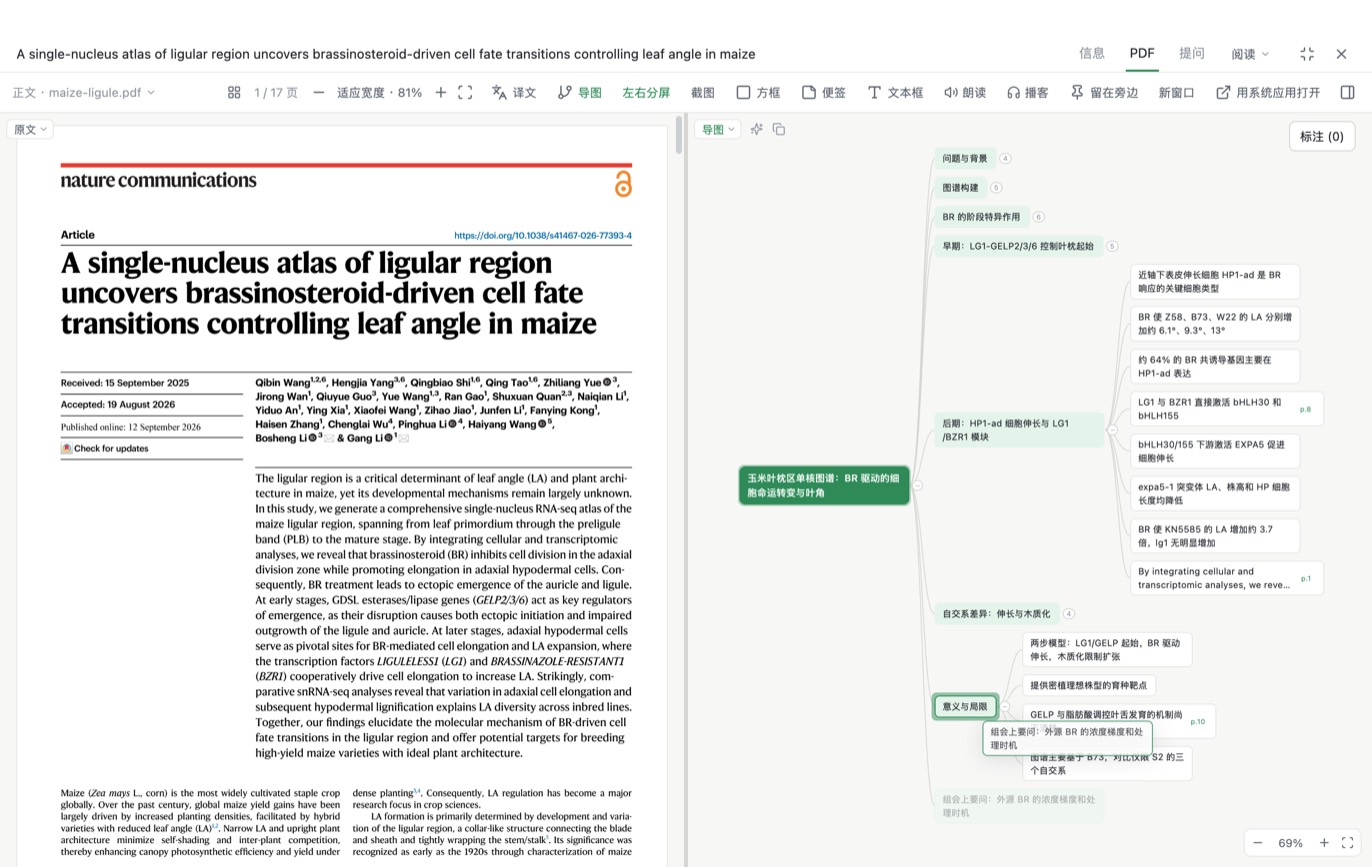 A single-nucleus atlas of ligular region uncovers brassinosteroid-driven cell fate transitions controlling leaf angle in maize
信息 PDF 提问 阅读
正文 · maize-ligule.pdf
1 / 17 页 适应宽度 · 81% 译文 导图 左右分屏 截图 方框 便签 文本框 朗读 播客 留在旁边 新窗口 用系统应用打开
原文
nature communications
Article https://doi.org/10.1038/s41467-026-77393-4
A single-nucleus atlas of ligular region
uncovers brassinosteroid-driven cell fate
transitions controlling leaf angle in maize
Received: 15 September 2025
Accepted: 19 August 2026
Published online: 12 September 2026
Check for updates
Qibin Wang1,2,6, Hengjia Yang3,6, Qingbiao Shi1,6, Qing Tao1,6, Zhiliang Yue3,
Jirong Wan1, Qiuyue Guo3, Yue Wang1,3, Ran Gao1, Shuxuan Quan2,3, Naiqian Li1,
Yiduo An1, Ying Xia1, Xiaofei Wang1, Zihao Jiao1, Junfen Li1, Fanying Kong1,
Haisen Zhang1, Chenglai Wu4, Pinghua Li4, Haiyang Wang5,
Bosheng Li3 & Gang Li1
The ligular region is a critical determinant of leaf angle (LA) and plant archi-
tecture in maize, yet its developmental mechanisms remain largely unknown.
In this study, we generate a comprehensive single-nucleus RNA-seq atlas of the
maize ligular region, spanning from leaf primordium through the preligule
band (PLB) to the mature stage. By integrating cellular and transcriptomic
analyses, we reveal that brassinosteroid (BR) inhibits cell division in the adaxial
division zone while promoting elongation in adaxial hypodermal cells. Con-
sequently, BR treatment leads to ectopic emergence of the auricle and ligule.
At early stages, GDSL esterases/lipase genes (GELP2/3/6) act as key regulators
of emergence, as their disruption causes both ectopic initiation and impaired
outgrowth of the ligule and auricle. At later stages, adaxial hypodermal cells
serve as pivotal sites for BR-mediated cell elongation and LA expansion, where
the transcription factors LIGULELESS1 (LG1) and BRASSINAZOLE-RESISTANT1
(BZR1) cooperatively drive cell elongation to increase LA. Strikingly, com-
parative snRNA-seq analyses reveal that variation in adaxial cell elongation and
subsequent hypodermal lignification explains LA diversity across inbred lines.
Together, our findings elucidate the molecular mechanism of BR-driven cell
fate transitions in the ligular region and offer potential targets for breeding
high-yield maize varieties with ideal plant architecture.
Maize (Zea mays L., corn) is the most widely cultivated staple crop
globally. Over the past century, global maize yield gains have been
largely driven by increased planting densities, facilitated by hybrid
varieties with reduced leaf angle (LA)1,2. Narrow LA and upright plant
architecture minimize self-shading and inter-plant competition,
thereby enhancing canopy photosynthetic efficiency and yield under
dense planting3,4. Consequently, LA regulation has become a major
research focus in crop sciences.
LA formation is primarily determined by development and varia-
tion of the ligular region, a collar-like structure connecting the blade
and sheath and tightly wrapping the stem/stalk5. Its significance was
recognized as early as the 1920s through characterization of maize
导图
标注 (0)
玉米叶枕区单核图谱：BR 驱动的细
胞命运转变与叶角
问题与背景 4
图谱构建 5
BR 的阶段特异作用 6
早期：LG1-GELP2/3/6 控制叶枕起始 5
后期：HP1-ad 细胞伸长与 LG1
/BZR1 模块
近轴下表皮伸长细胞 HP1-ad 是 BR
响应的关键细胞类型
BR 使 Z58、B73、W22 的 LA 分别增
加约 6.1°、9.3°、13°
约 64% 的 BR 共诱导基因主要在
HP1-ad 表达
LG1 与 BZR1 直接激活 bHLH30 和
bHLH155
p.8
bHLH30/155 下游激活 EXPA5 促进
细胞伸长
expa5-1 突变体 LA、株高和 HP 细胞
长度均降低
BR 使 KN5585 的 LA 增加约 3.7
倍，lg1 无明显增加
By integrating cellular and
transcriptomic analyses, we reve...
p.1
自交系差异：伸长与木质化 4
意义与局限
两步模型：LG1/GELP 起始，BR 驱动
伸长，木质化限制扩张
提供密植理想株型的育种靶点
GELP 与脂肪酸调控叶舌发育的机制尚
p.10
组会上要问：外源 BR 的浓度梯度和处
理时机
图谱主要基于 B73，对比仅限 S2 的三
个自交系
组会上要问：外源 BR 的浓度梯度和处
理时机
69%